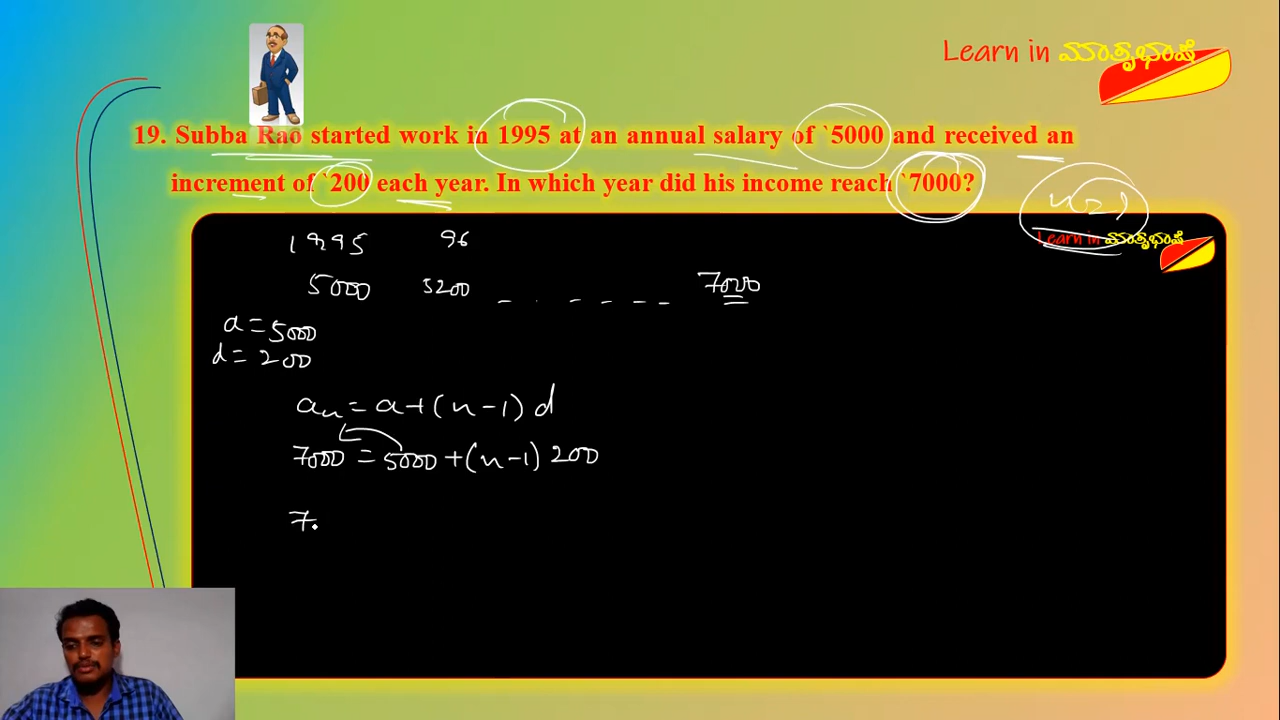 Learn in ಮಾತೃಭಾಷೆ
19. Subba Rao started work in 1995 at an annual salary of `5000 and received an
increment of `200 each year. In which year did his income reach `7000?
Learn in ಮಾತೃಭಾಷೆ
1995 96
5000 5200 _ _ _ _ _ _ 7000
a = 5000
d = 200
aₙ = a + (n - 1) d
7000 = 5000 + (n - 1) 200
7